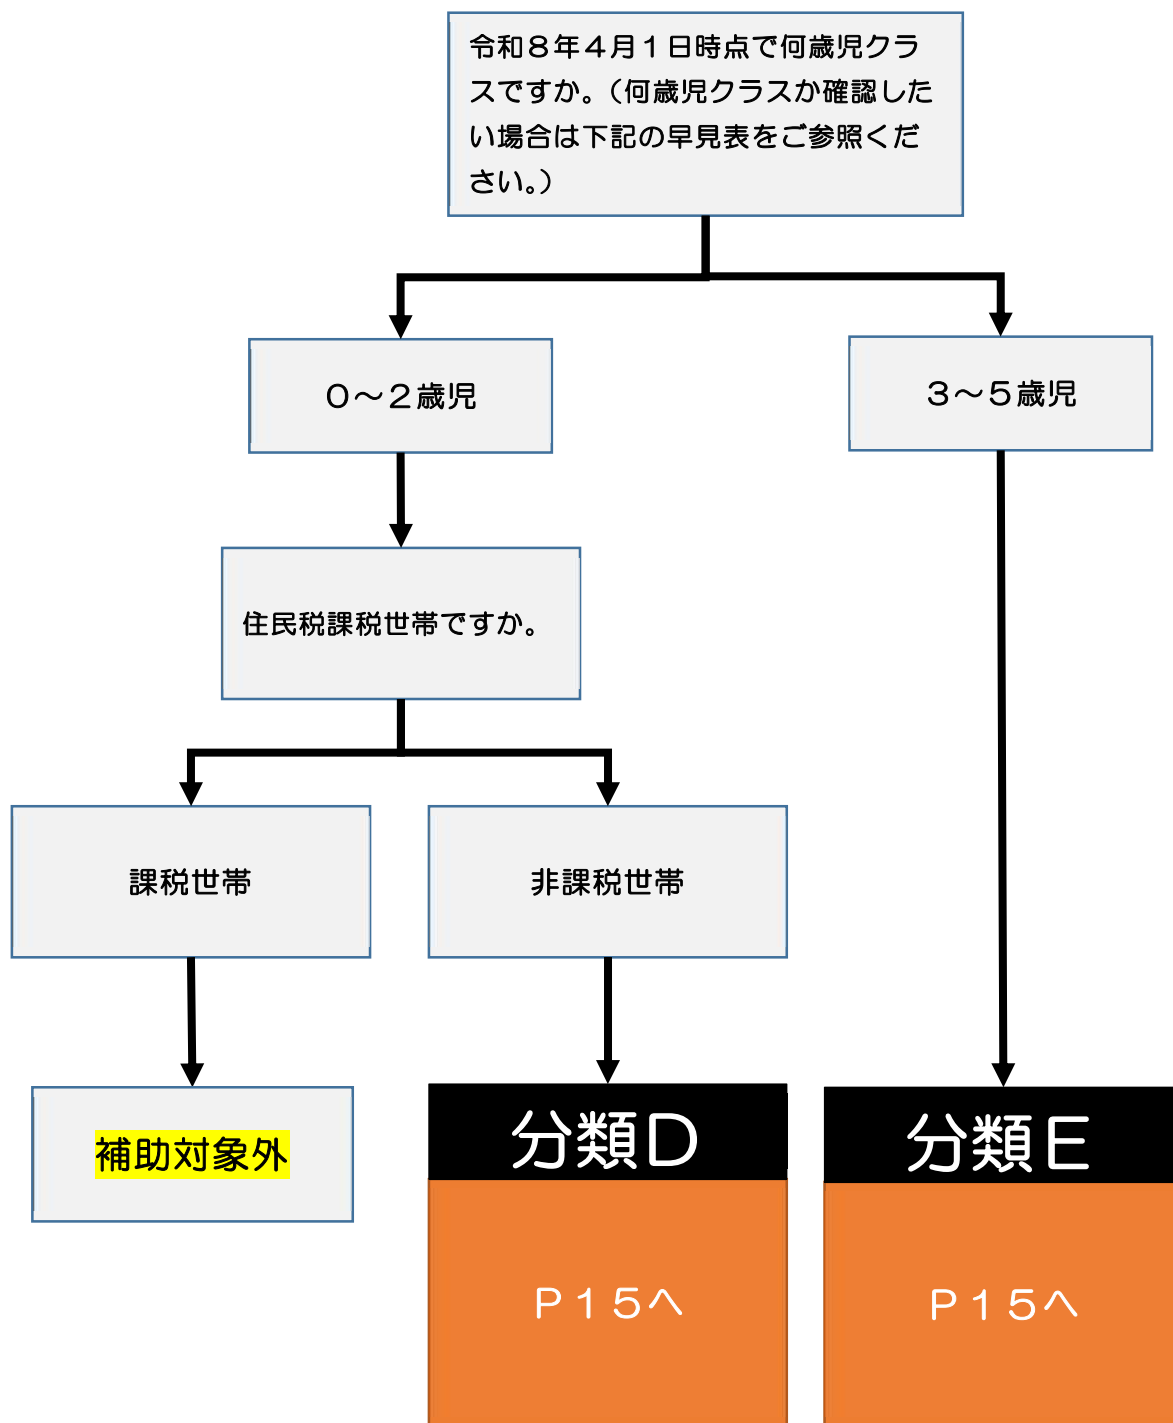 令和８年４月１日時点で何歳児クラ
スですか。（何歳児クラスか確認した
い場合は下記の早見表をご参照くだ
さい。）
０～２歳児
３～５歳児
住民税課税世帯ですか。
課税世帯
非課税世帯
補助対象外
分類Ｄ
分類Ｅ
Ｐ１５へ
Ｐ１５へ